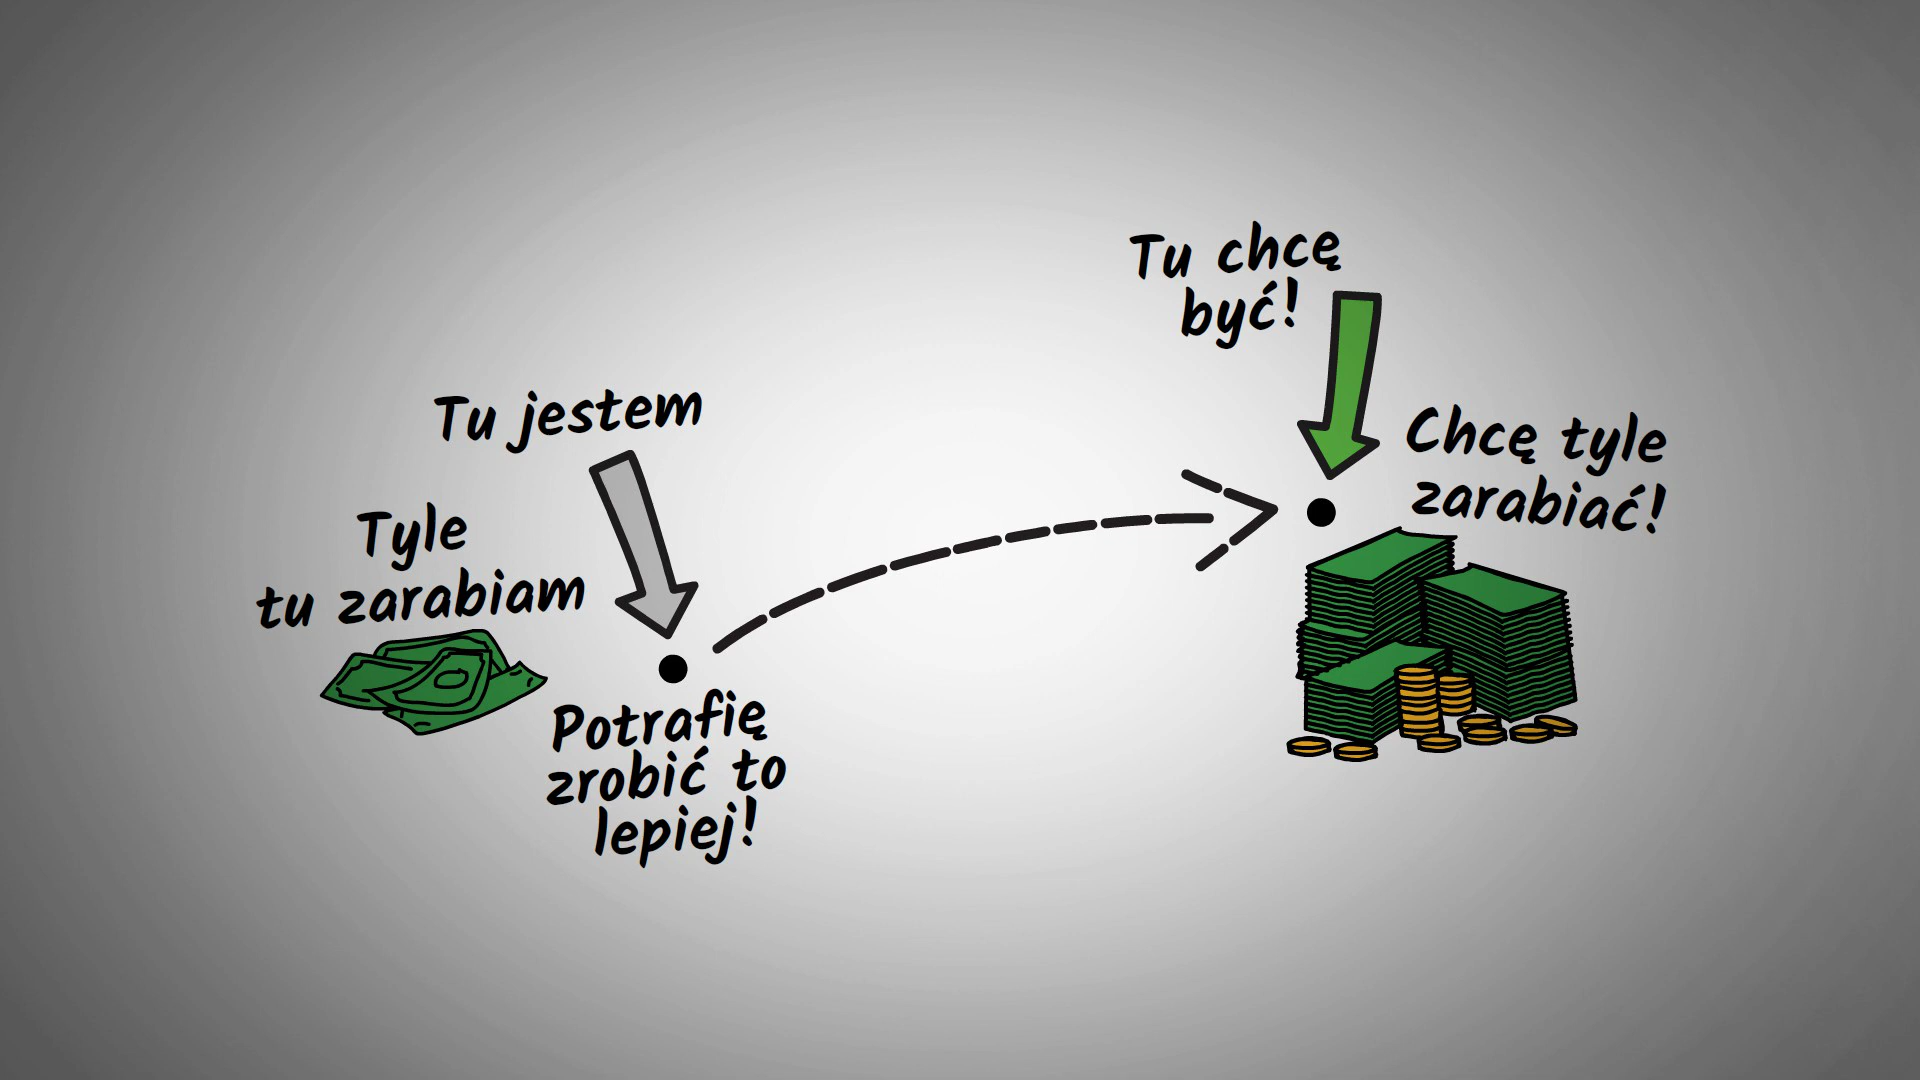 Tu jestem
Tyle
tu zarabiam
Potrafię
zrobić to
lepiej!
Tu chcę
być!
Chcę tyle
zarabiać!